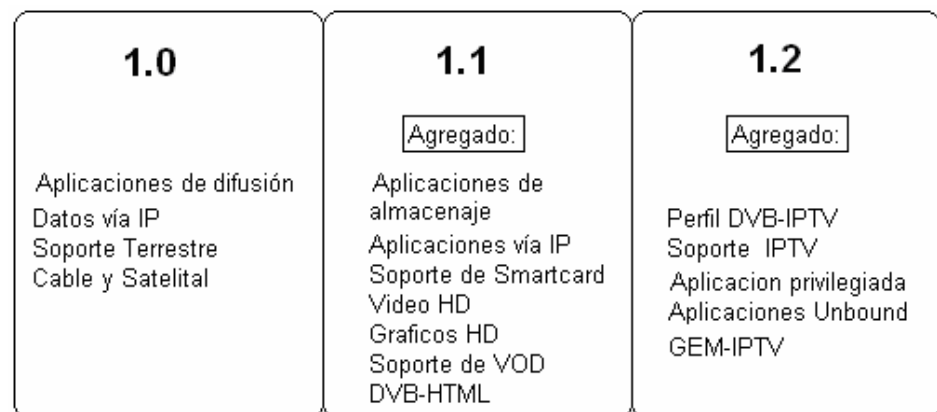 1.0
Aplicaciones de difusión
Datos vía IP
Soporte Terrestre
Cable y Satelital
1.1
Agregado:
Aplicaciones de
almacenaje
Aplicaciones vía IP
Soporte de Smartcard
Video HD
Graficos HD
Soporte de VOD
DVB-HTML
1.2
Agregado:
Perfil DVB-IPTV
Soporte IPTV
Aplicacion privilegiada
Aplicaciones Unbound
GEM-IPTV